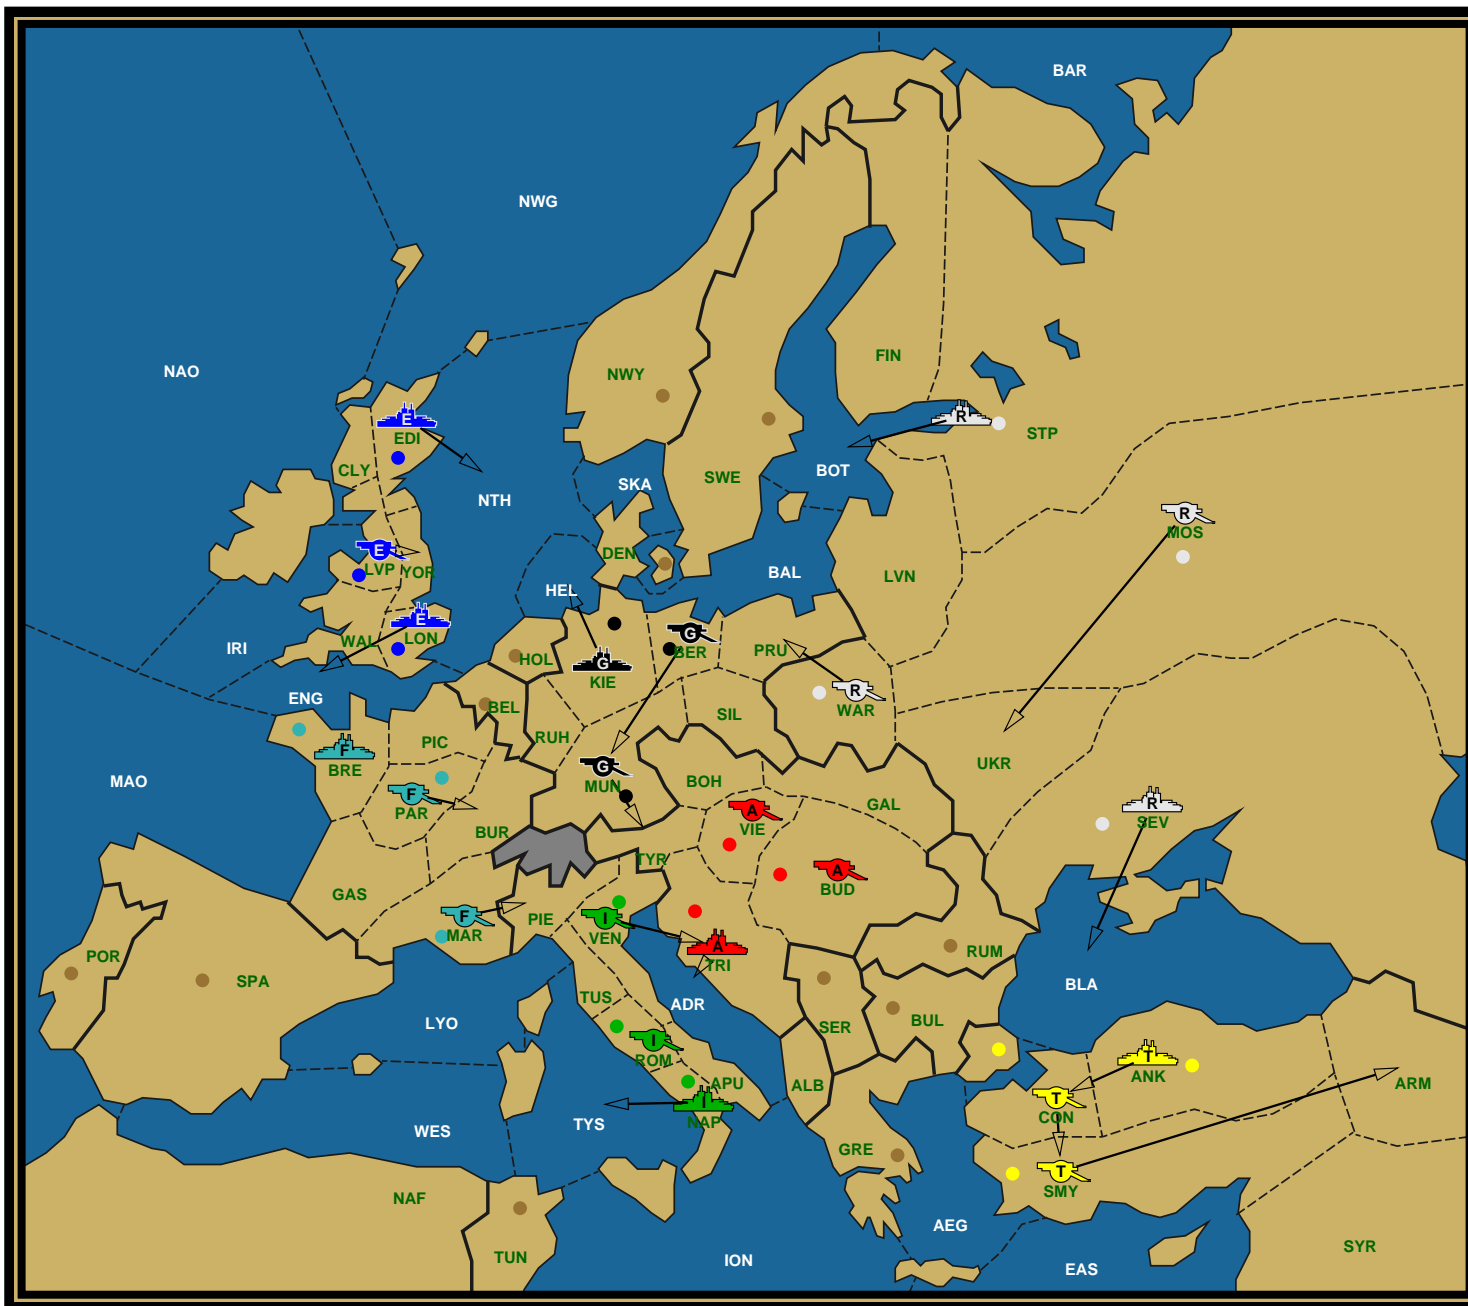 BAR
NWG
NAO
FIN
NWY
E
EDI
R
STP
CLY
SWE
SKA
BOT
NTH
R
MOS
E
LVP
YOR
DEN
BAL
LVN
HEL
E
LON
WAL
IRI
G
BER
PRU
HOL
G
KIE
R
WAR
ENG
BEL
SIL
RUH
PIC
F
BRE
G
MUN
UKR
MAO
BOH
F
PAR
GAL
R
SEV
A
VIE
BUR
TYR
A
BUD
GAS
F
MAR
PIE
I
VEN
A
TRI
RUM
POR
SPA
BLA
TUS
ADR
LYO
SER
BUL
I
ROM
T
ANK
APU
ALB
ARM
I
NAP
T
CON
WES
TYS
GRE
T
SMY
NAF
AEG
TUN
ION
EAS
SYR